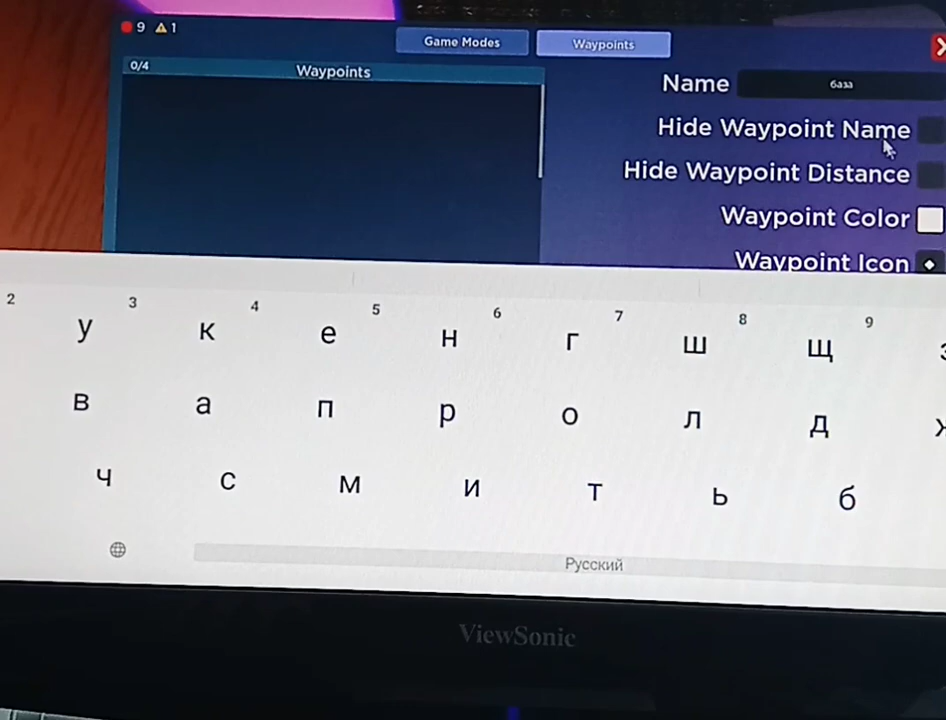 9 1
Game Modes
Waypoints
0/4
Waypoints
Name
база
Hide Waypoint Name
Hide Waypoint Distance
Waypoint Color
Waypoint Icon
2 3 4 5 6 7 8 9
у к е н г ш щ
в а п р о л д
ч с м и т ь б
Русский
ViewSonic